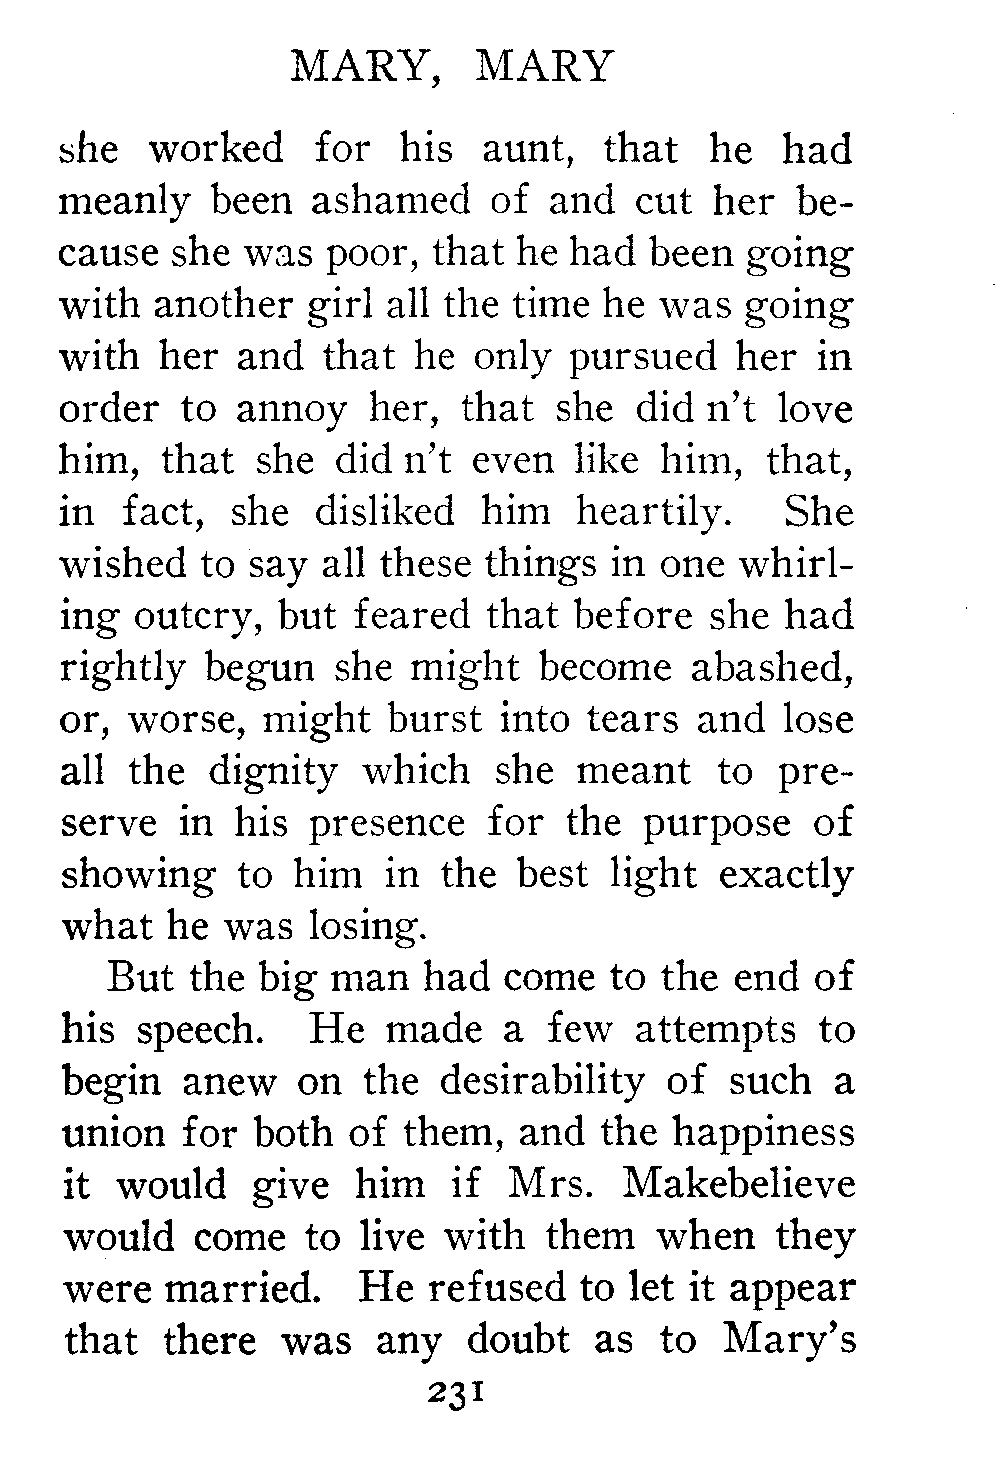 MARY, MARY
she worked for his aunt, that he had
meanly been ashamed of and cut her be-
cause she was poor, that he had been going
with another girl all the time he was going
with her and that he only pursued her in
order to annoy her, that she did n't love
him, that she did n't even like him, that,
in fact, she disliked him heartily. She
wished to say all these things in one whirl-
ing outcry, but feared that before she had
rightly begun she might become abashed,
or, worse, might burst into tears and lose
all the dignity which she meant to pre-
serve in his presence for the purpose of
showing to him in the best light exactly
what he was losing.
But the big man had come to the end of
his speech. He made a few attempts to
begin anew on the desirability of such a
union for both of them, and the happiness
it would give him if Mrs. Makebelieve
would come to live with them when they
were married. He refused to let it appear
that there was any doubt as to Mary's
231